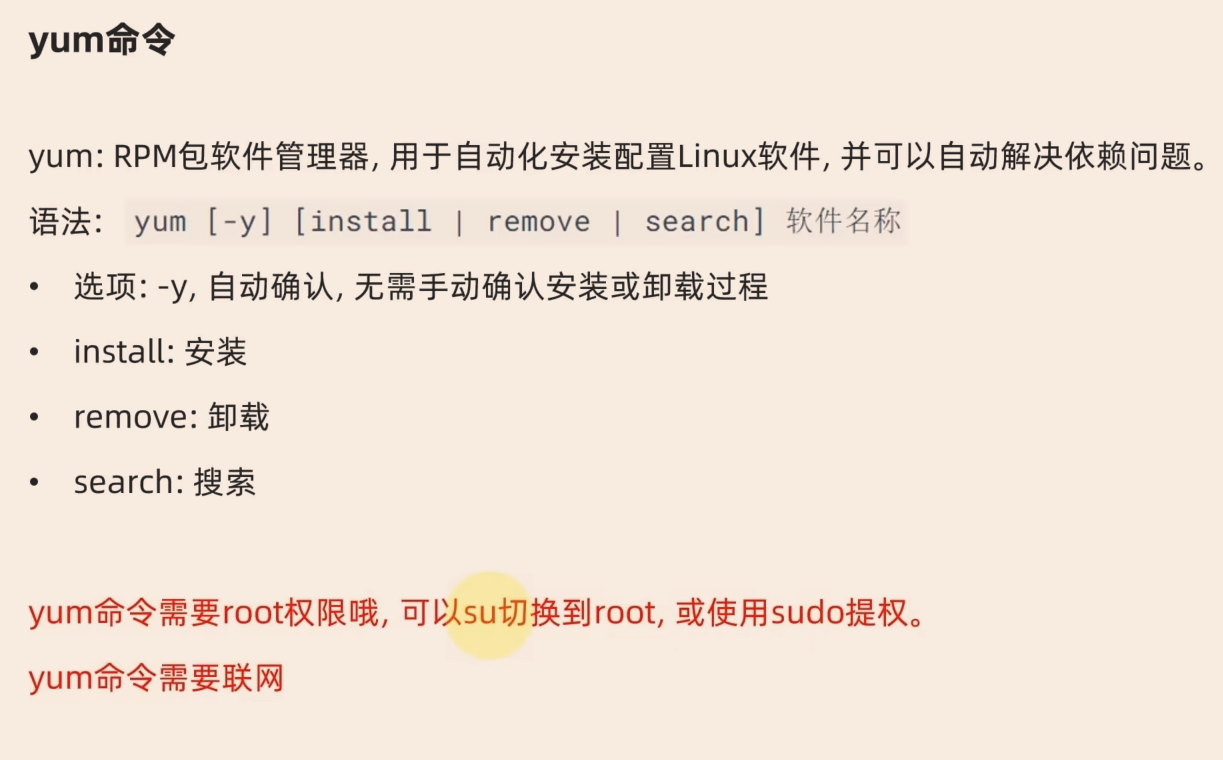 yum命令
yum: RPM包软件管理器, 用于自动化安装配置Linux软件, 并可以自动解决依赖问题。
语法: yum [-y] [install | remove | search] 软件名称
• 选项: -y, 自动确认, 无需手动确认安装或卸载过程
• install: 安装
• remove: 卸载
• search: 搜索
yum命令需要root权限哦, 可以su切换到root, 或使用sudo提权。
yum命令需要联网